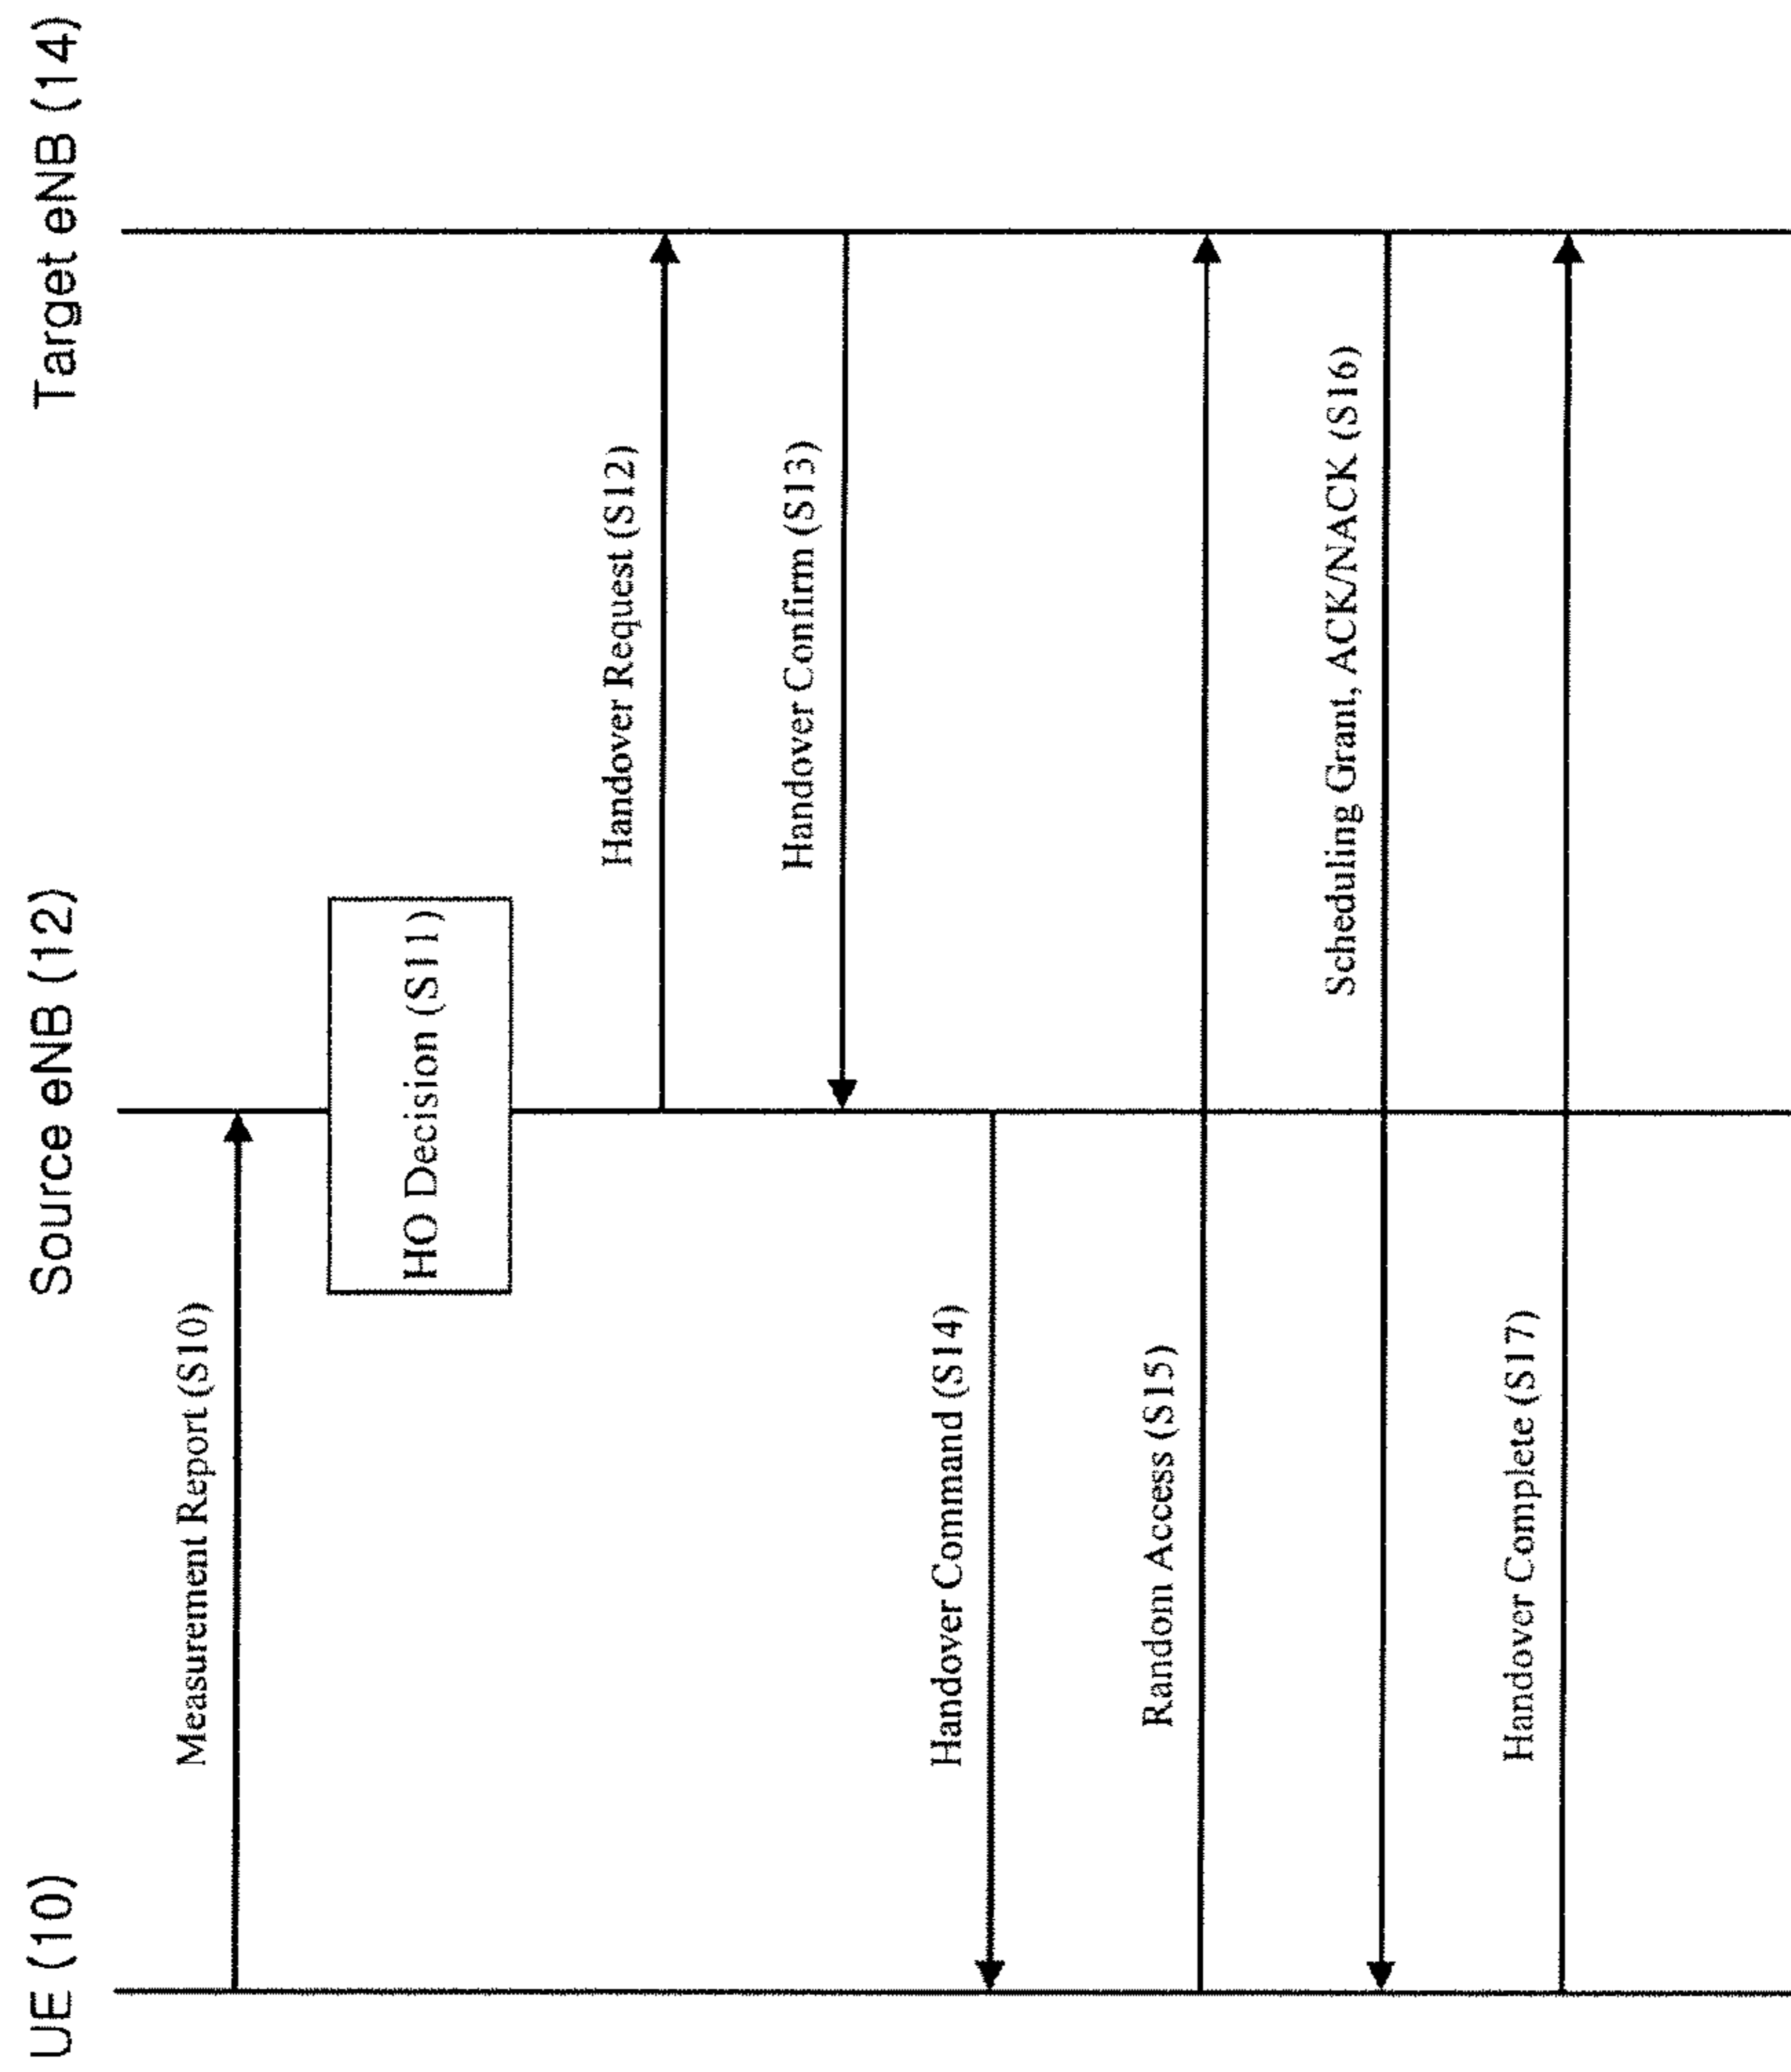 UE (10)
Source eNB (12)
Target eNB (14)
Measurement Report (S10)
HO Decision (S11)
Handover Request (S12)
Handover Confirm (S13)
Handover Command (S14)
Random Access (S15)
Scheduling Grant, ACK/NACK (S16)
Handover Complete (S17)